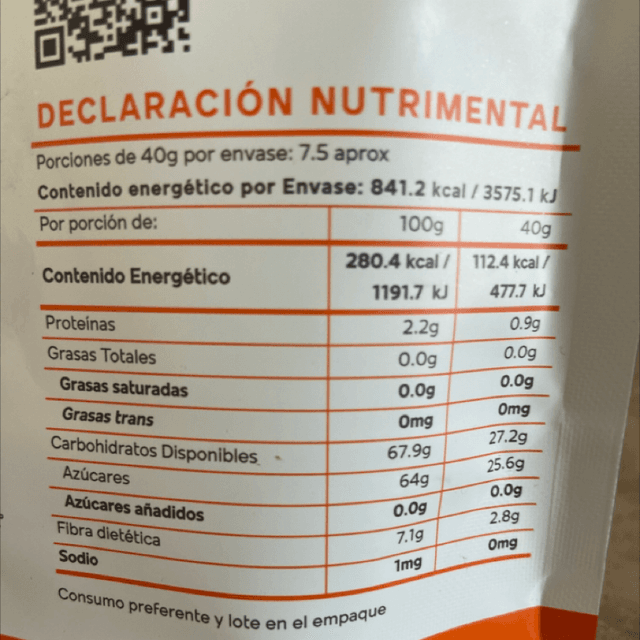 DECLARACIÓN NUTRIMENTAL
Porciones de 40g por envase: 7.5 aprox
Contenido energético por Envase: 841.2 kcal / 3575.1 kJ
Por porción de: 100g 40g
Contenido Energético 280.4 kcal / 1191.7 kJ 112.4 kcal / 477.7 kJ
Proteínas 2.2g 0.9g
Grasas Totales 0.0g 0.0g
Grasas saturadas 0.0g 0.0g
Grasas trans 0mg 0mg
Carbohidratos Disponibles 67.9g 27.2g
Azúcares 64g 25.6g
Azúcares añadidos 0.0g 0.0g
Fibra dietética 7.1g 2.8g
Sodio 1mg 0mg
Consumo preferente y lote en el empaque